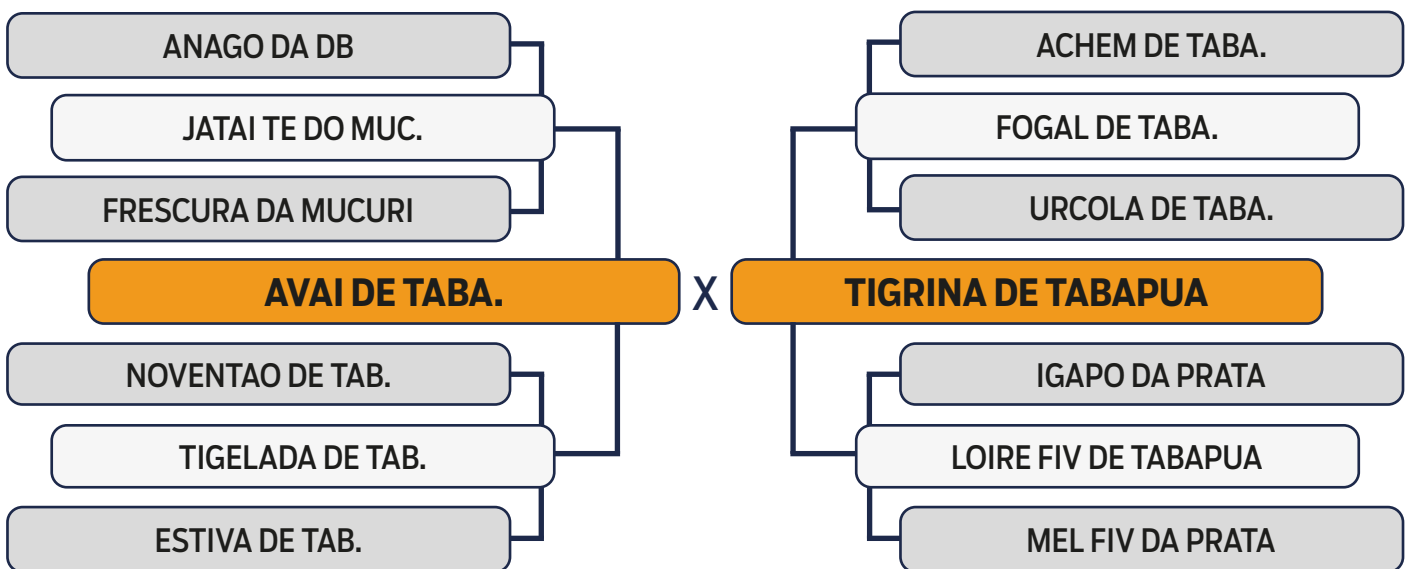 ANAGO DA DB
JATAI TE DO MUC.
FRESCURA DA MUCURI
AVAI DE TABA.
NOVENTAO DE TAB.
TIGELADA DE TAB.
ESTIVA DE TAB.
X
ACHEM DE TABA.
FOGAL DE TABA.
URCOLA DE TABA.
TIGRINA DE TABAPUA
IGAPO DA PRATA
LOIRE FIV DE TABAPUA
MEL FIV DA PRATA